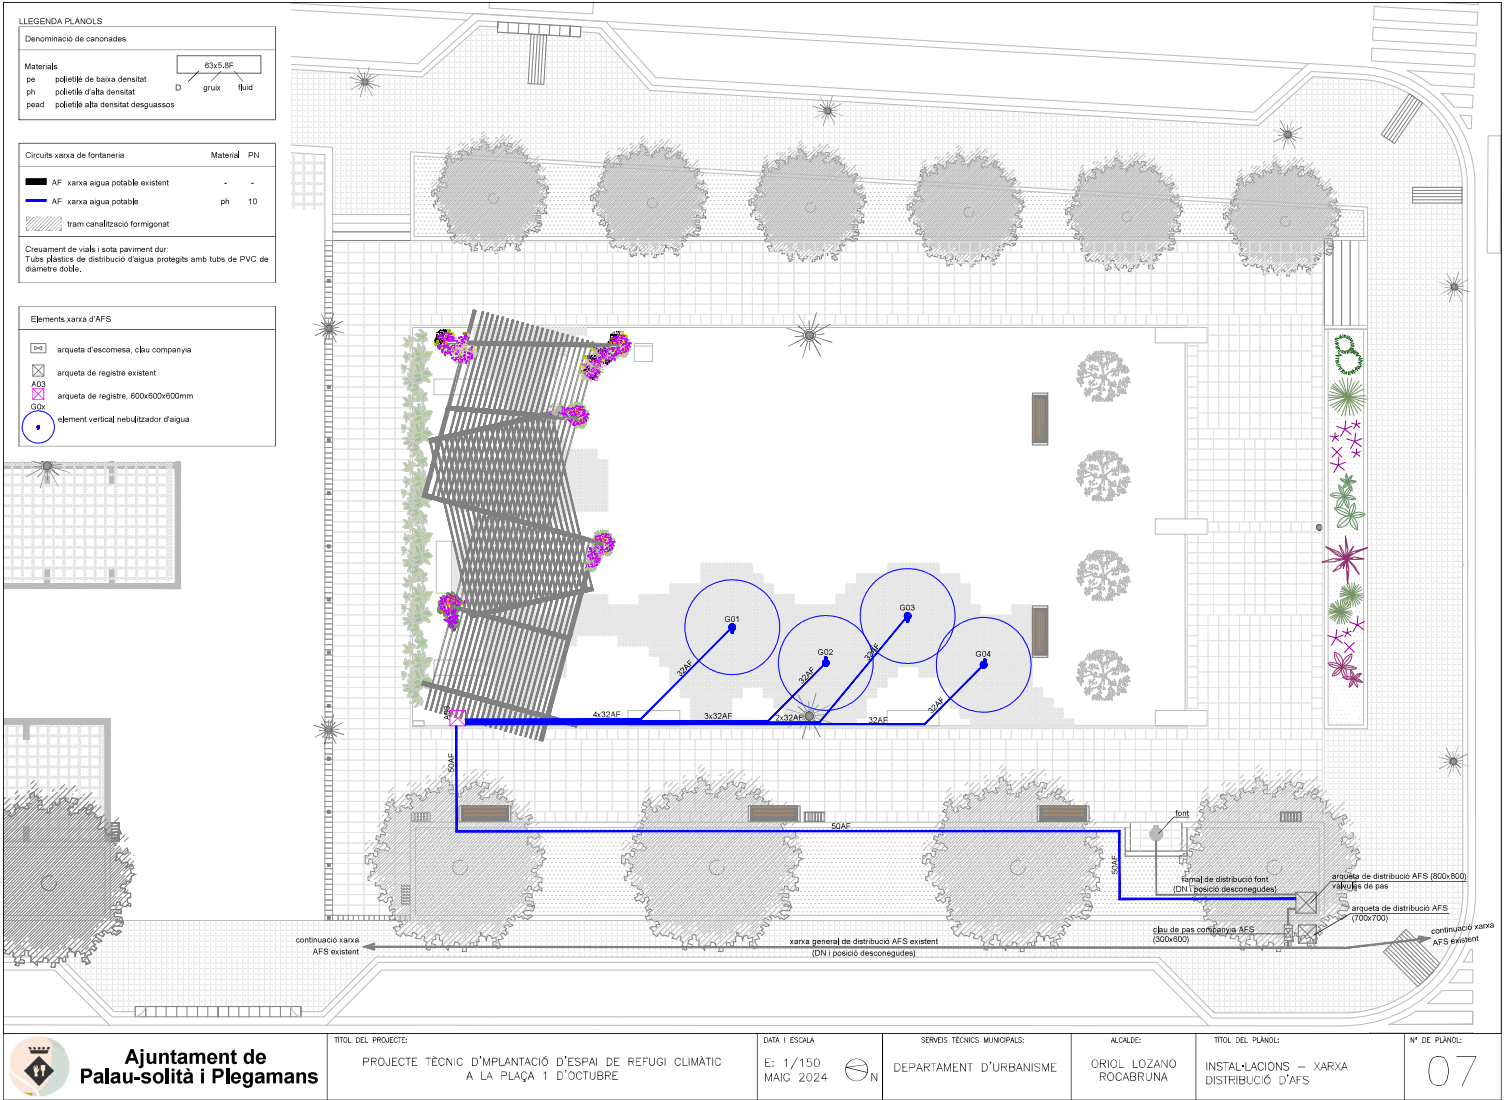 LLEGENDA PLÀNOLS
Denominació de canonades
Materials
63x5.8F
pe polietilè de baixa densitat
D gruix fluid
ph polietilè d'alta densitat
pead polietilè alta densitat desguassos
Circuits xarxa de fontaneria Material PN
AF xarxa aigua potable existent - -
AF xarxa aigua potable ph 10
tram canalització formigonat
Creuament de vials i sota paviment dur:
Tubs plàstics de distribució d'aigua protegits amb tubs de PVC de
diàmetre doble.
Elements xarxa d'AFS
arqueta d'escomesa, clau companyia
arqueta de registre existent
A03
arqueta de registre, 600x600x600mm
G0x
element vertical nebulitzador d'aigua
G01
G02
G03
G04
32AF
32AF
32AF
32AF
4x32AF
3x32AF
2x32AF
32AF
50AF
50AF
50AF
font
ramal de distribució font
(DN i posició desconegudes)
arqueta de distribució AFS (800x800)
vàlvules de pas
arqueta de distribució AFS
(700x700)
clau de pas companyia AFS
(300x600)
continuació xarxa
AFS existent
xarxa general de distribució AFS existent
(DN i posició desconegudes)
continuació xarxa
AFS existent
Ajuntament de
Palau-solità i Plegamans
TÍTOL DEL PROJECTE:
PROJECTE TÈCNIC D'IMPLANTACIÓ D'ESPAI DE REFUGI CLIMÀTIC
A LA PLAÇA 1 D'OCTUBRE
DATA I ESCALA
E: 1/150
MAIG 2024
N
SERVEIS TÈCNICS MUNICIPALS:
DEPARTAMENT D'URBANISME
ALCALDE:
ORIOL LOZANO
ROCABRUNA
TÍTOL DEL PLÀNOL:
INSTAL·LACIONS – XARXA
DISTRIBUCIÓ D'AFS
Nº DE PLÀNOL:
07